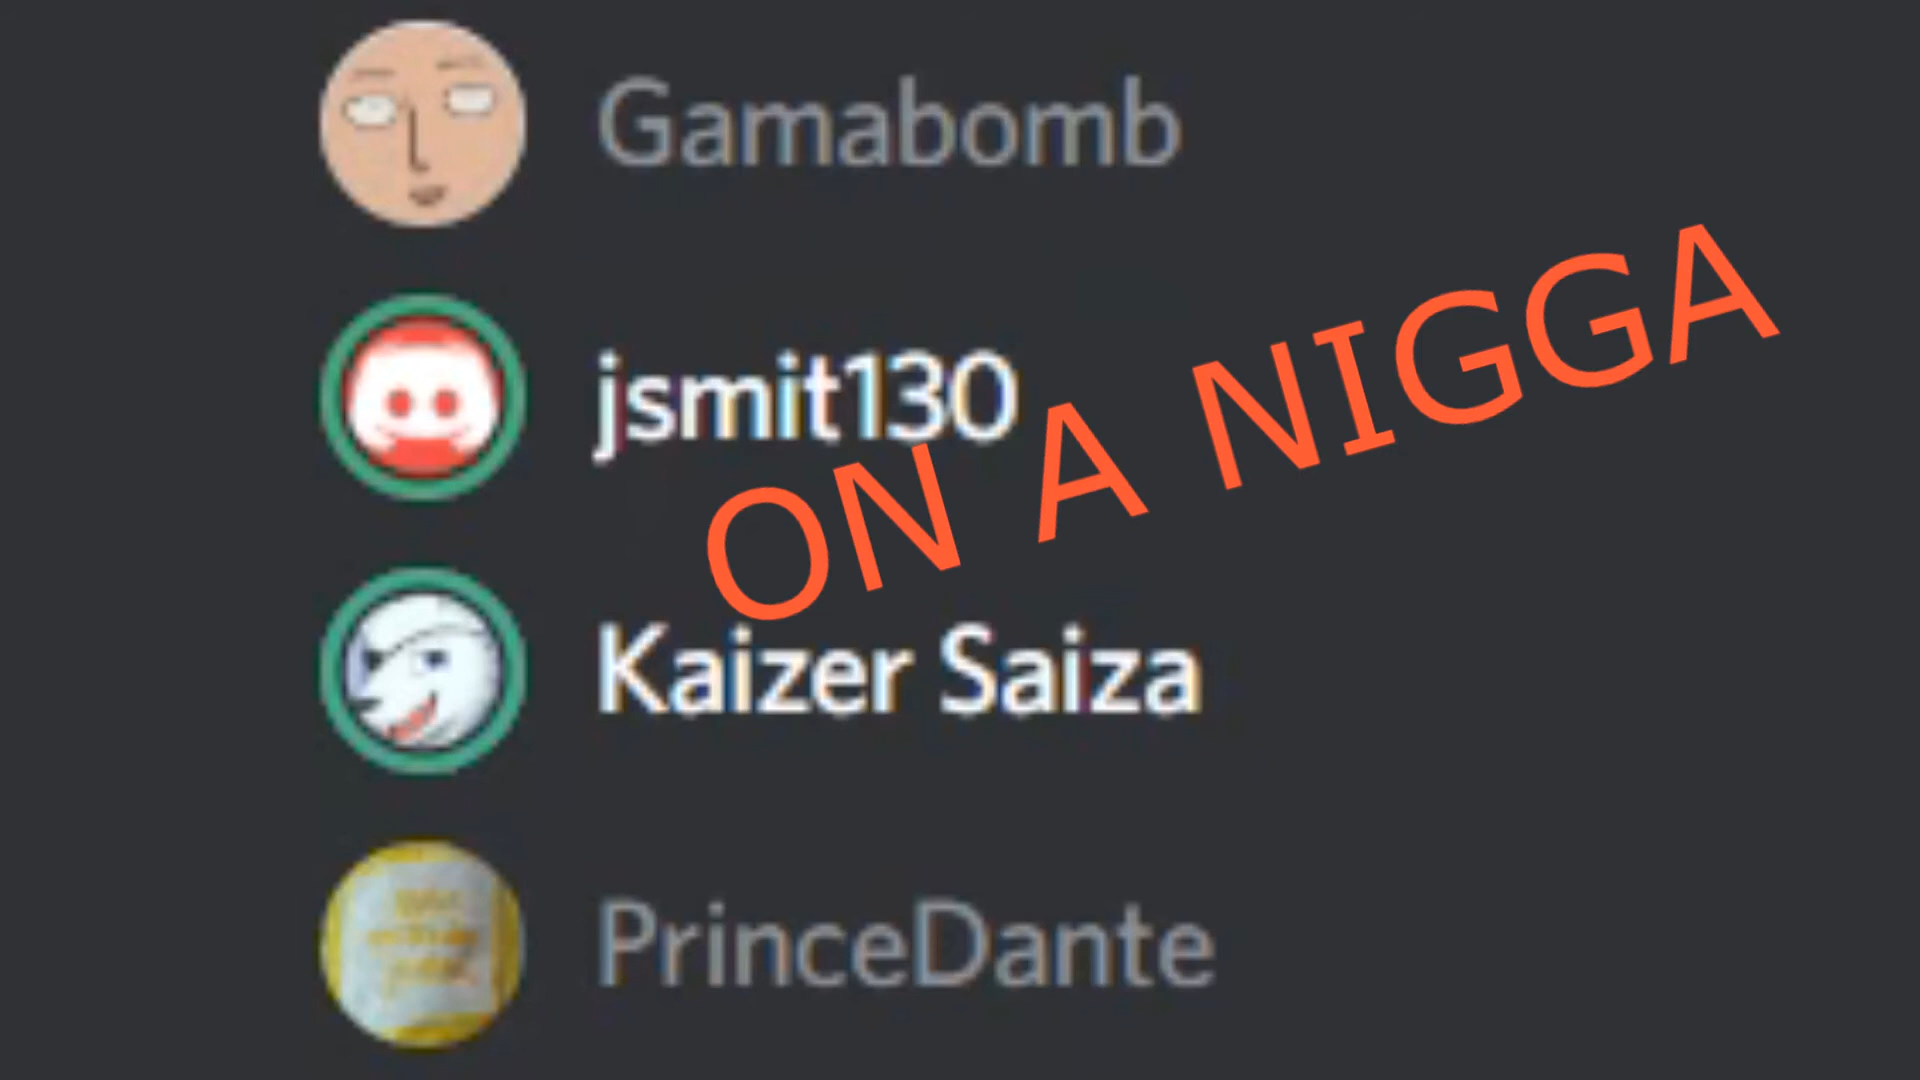 Gamabomb
jsmit130
ON A NIGGA
Kaizer Saiza
PrinceDante